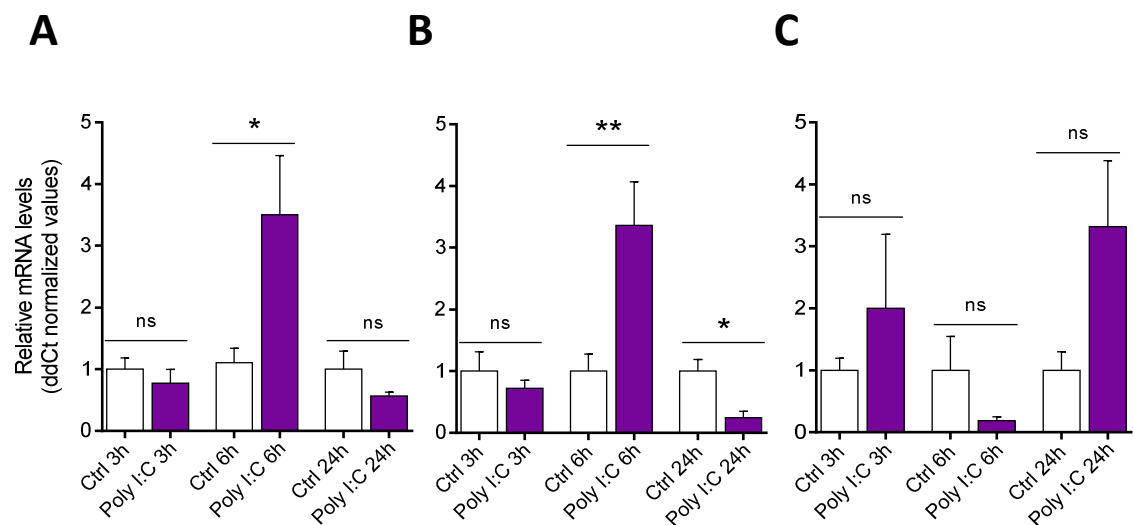 A
B
C
Relative mRNA levels
(ddCt normalized values)
5
4
3
2
1
0
ns
*
ns
Ctrl 3h
Poly I:C 3h
Ctrl 6h
Poly I:C 6h
Ctrl 24h
Poly I:C 24h
5
4
3
2
1
0
ns
**
*
Ctrl 3h
Poly I:C 3h
Ctrl 6h
Poly I:C 6h
Ctrl 24h
Poly I:C 24h
5
4
3
2
1
0
ns
ns
ns
Ctrl 3h
Poly I:C 3h
Ctrl 6h
Poly I:C 6h
Ctrl 24h
Poly I:C 24h